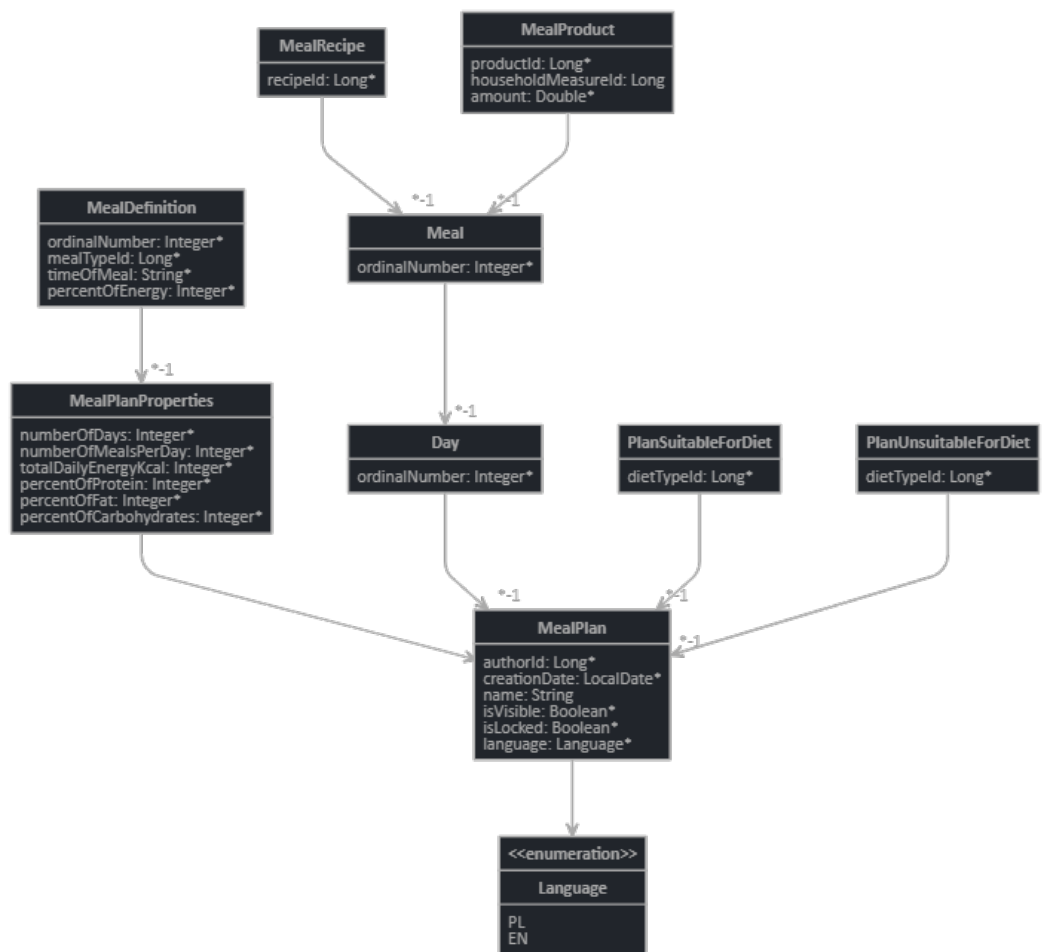 MealRecipe
recipeId: Long*
MealProduct
productId: Long*
householdMeasureId: Long
amount: Double*
*-1
*-1
MealDefinition
ordinalNumber: Integer*
mealTypeId: Long*
timeOfMeal: String*
percentOfEnergy: Integer*
Meal
ordinalNumber: Integer*
*-1
MealPlanProperties
numberOfDays: Integer*
numberOfMealsPerDay: Integer*
totalDailyEnergyKcal: Integer*
percentOfProtein: Integer*
percentOfFat: Integer*
percentOfCarbohydrates: Integer*
*-1
Day
ordinalNumber: Integer*
PlanSuitableForDiet
dietTypeId: Long*
PlanUnsuitableForDiet
dietTypeId: Long*
*-1
*-1
*-1
MealPlan
authorId: Long*
creationDate: LocalDate*
name: String
isVisible: Boolean*
isLocked: Boolean*
language: Language*
<<enumeration>>
Language
PL
EN